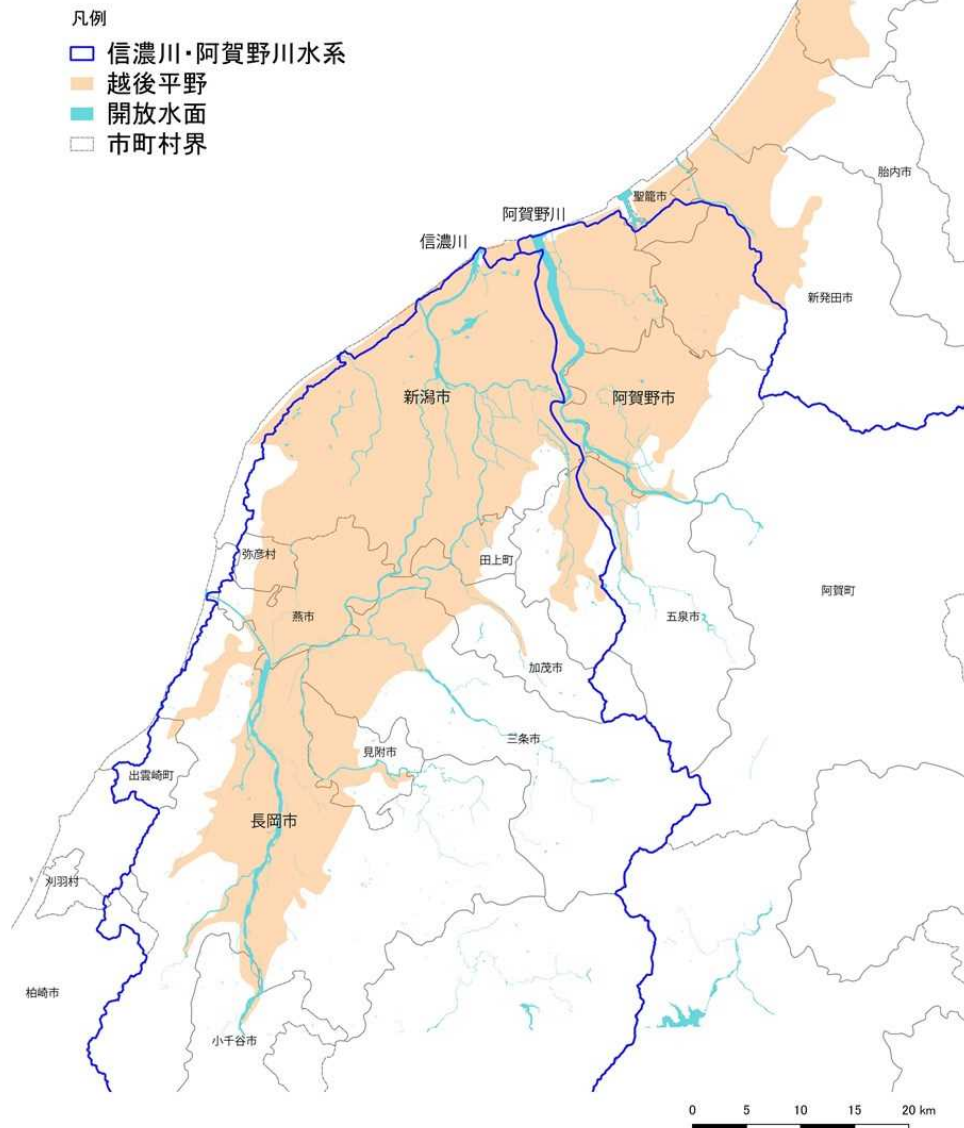 凡例
信濃川・阿賀野川水系
越後平野
開放水面
市町村界
胎内市
聖籠市
阿賀野川
信濃川
新発田市
新潟市
阿賀野市
弥彦村
田上町
阿賀町
燕市
五泉市
加茂市
三条市
見附市
出雲崎町
長岡市
刈羽村
柏崎市
小千谷市
0 5 10 15 20 km